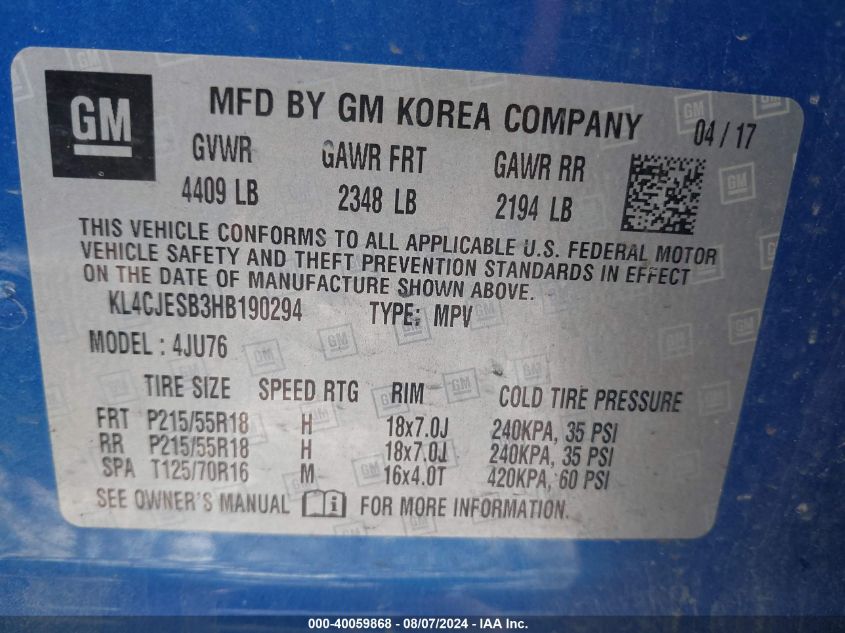 GM
MFD BY GM KOREA COMPANY 04 / 17
GVWR GAWR FRT GAWR RR
4409 LB 2348 LB 2194 LB
THIS VEHICLE CONFORMS TO ALL APPLICABLE U.S. FEDERAL MOTOR
VEHICLE SAFETY AND THEFT PREVENTION STANDARDS IN EFFECT
ON THE DATE OF MANUFACTURE SHOWN ABOVE.
KL4CJESB3HB190294 TYPE: MPV
MODEL : 4JU76
TIRE SIZE SPEED RTG RIM COLD TIRE PRESSURE
FRT P215/55R18 H 18x7.0J 240KPA, 35 PSI
RR P215/55R18 H 18x7.0J 240KPA, 35 PSI
SPA T125/70R16 M 16x4.0T 420KPA, 60 PSI
SEE OWNER'S MANUAL FOR MORE INFORMATION.
000-40059868 - 08/07/2024 - IAA Inc.